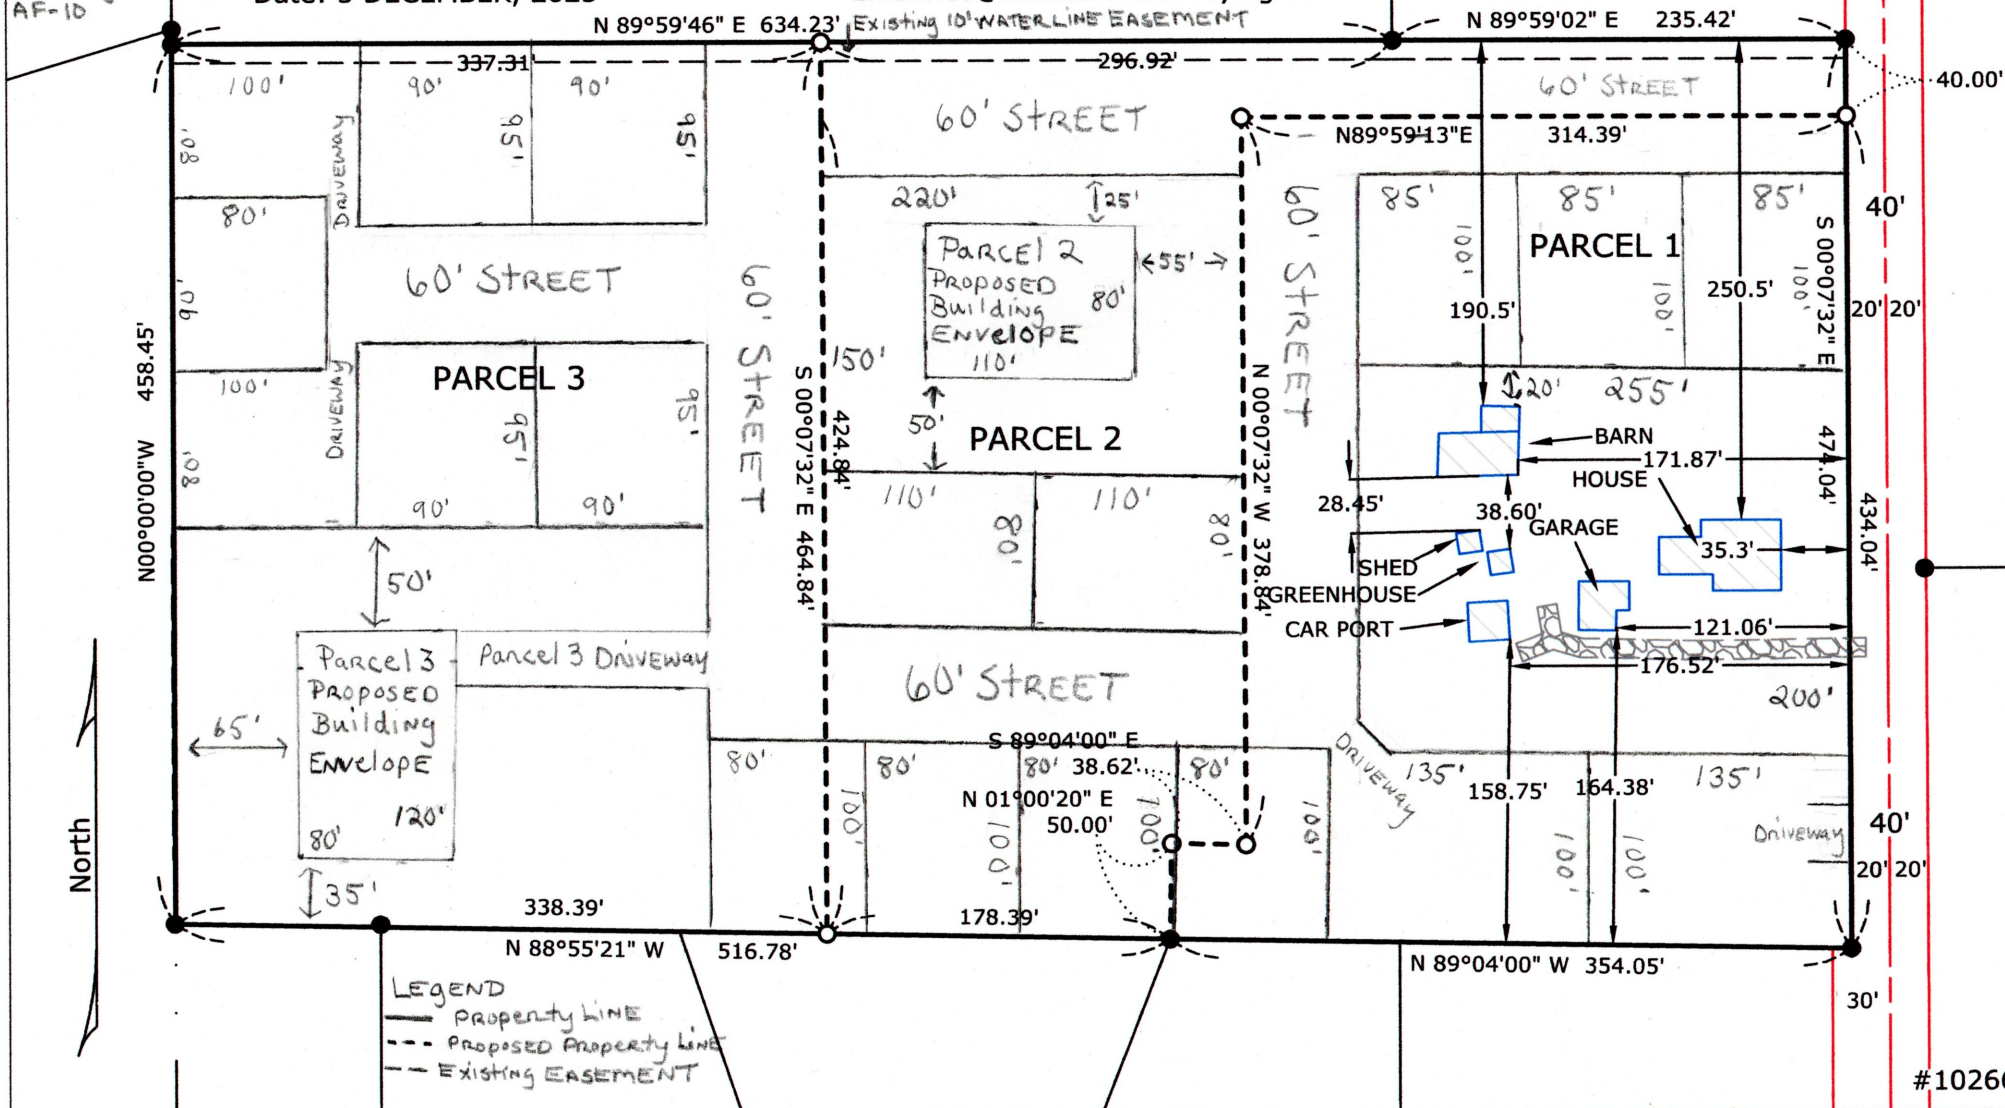 AF-10
N 89°59'46" E 634.23'
Existing 10' WATER LINE EASEMENT
N 89°59'02" E 235.42'
337.31'
296.92'
40.00'
100'
90'
90'
60' STREET
60' STREET
N89°59'13"E 314.39'
80'
DRIVEWAY
95'
95'
80'
220'
25'
60' STREET
85'
85'
85'
40'
PARCEL 1
100'
100'
100'
S 00°07'32" E 474.04'
190.5'
250.5'
20' 20'
Parcel 2
PROPOSED
Building
ENVElOPE
110'
80'
55'
60' STREET
60' STREET
90'
N00°00'00"W 458.45'
100'
DRIVEWAY
PARCEL 3
95'
95'
150'
S 00°07'32" E 464.84'
424.84'
50'
PARCEL 2
N 00°07'32" W 378.84'
20'
255'
BARN
171.87'
HOUSE
80'
90'
90'
110'
110'
80'
80'
28.45'
38.60'
GARAGE
35.3'
434.04'
SHED
GREENHOUSE
CAR PORT
121.06'
176.52'
50'
Parcel 3
PROPOSED
Building
ENVElOPE
120'
80'
Parcel 3 DRIVEWAY
65'
35'
60' STREET
200'
S 89°04'00" E
38.62'
80'
80'
80'
80'
N 01°00'20" E
50.00'
100'
100'
100'
100'
DRIVEWAY
135'
135'
158.75'
164.38'
100'
100'
Driveway
40'
20' 20'
North
338.39'
178.39'
N 88°55'21" W 516.78'
N 89°04'00" W 354.05'
30'
LEGEND
Property LINE
PROPOSED Property LINE
EXISTING EASEMENT